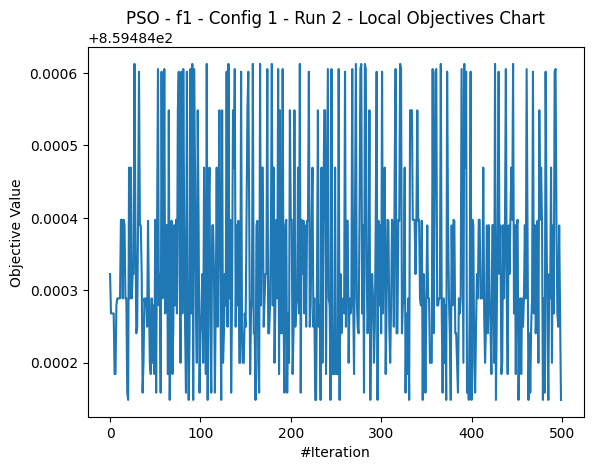 PSO - f1 - Config 1 - Run 2 - Local Objectives Chart
+8.59484e2
0.0006
0.0005
0.0004
0.0003
0.0002
Objective Value
0 100 200 300 400 500
#Iteration